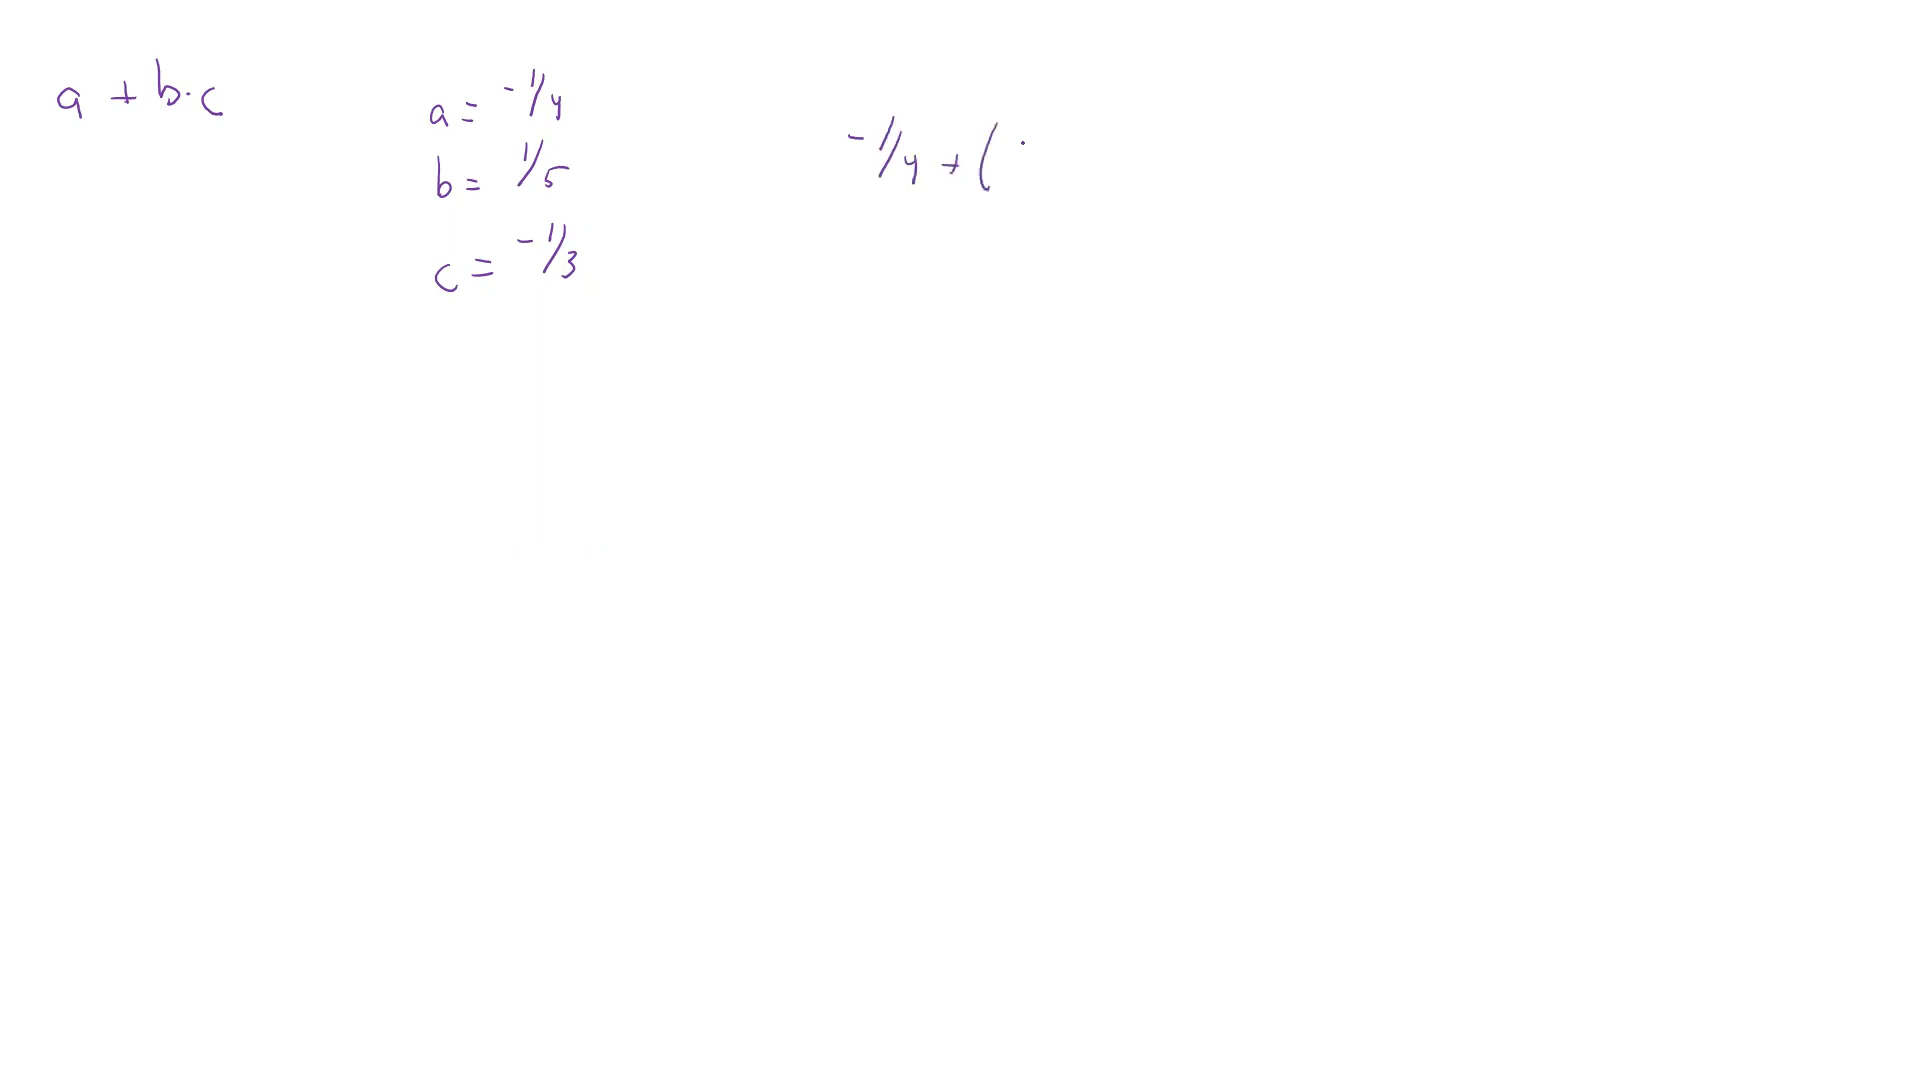 a + b · c
a = -1/4
b = 1/5
c = -1/3
-1/4 + (